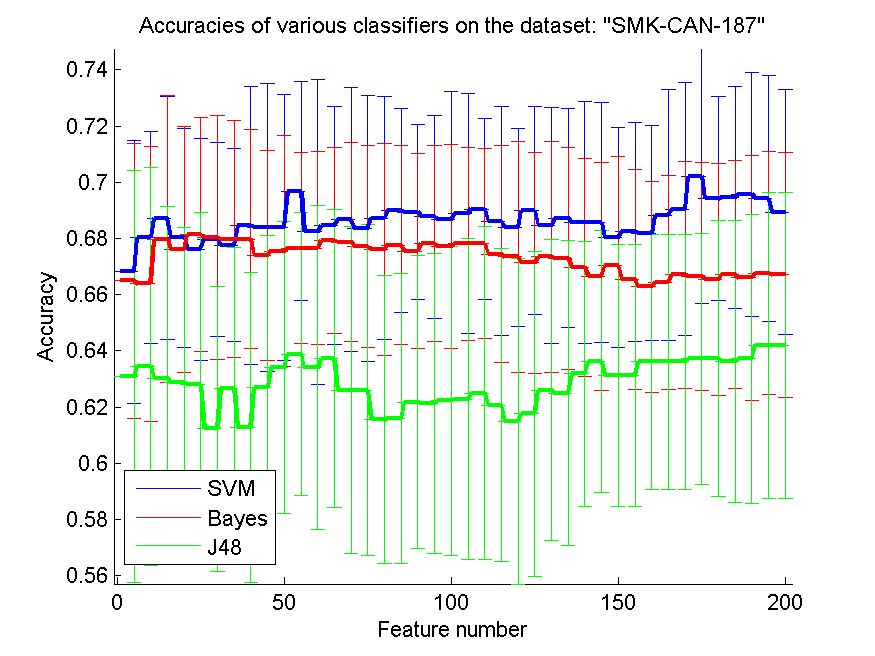 Accuracies of various classifiers on the dataset: "SMK-CAN-187"
0.74
0.72
0.7
0.68
0.66
0.64
0.62
0.6
0.58
0.56
Accuracy
SVM
Bayes
J48
0 50 100 150 200
Feature number